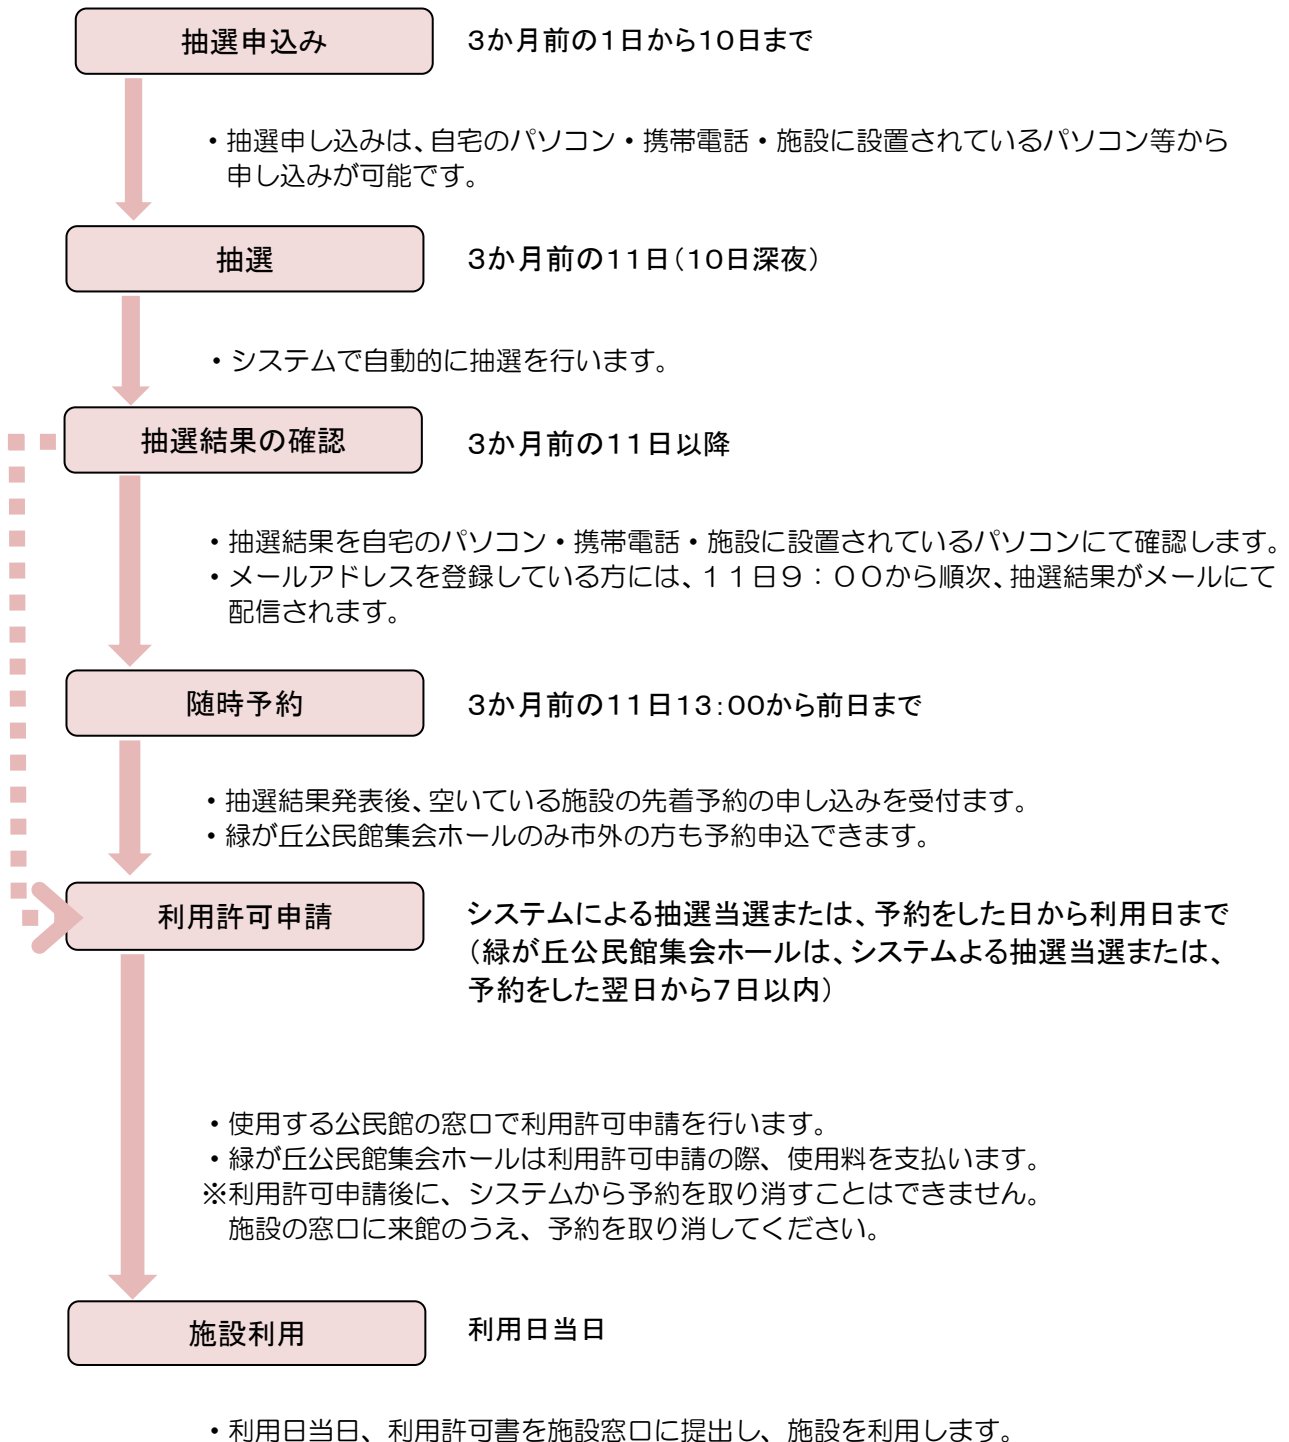 抽選申込み
3か月前の1日から10日まで
・抽選申し込みは、自宅のパソコン・携帯電話・施設に設置されているパソコン等から
申し込みが可能です。
抽選
3か月前の11日(10日深夜)
・システムで自動的に抽選を行います。
抽選結果の確認
3か月前の11日以降
・抽選結果を自宅のパソコン・携帯電話・施設に設置されているパソコンにて確認します。
・メールアドレスを登録している方には、11日9:00から順次、抽選結果がメールにて
配信されます。
随時予約
3か月前の11日13:00から前日まで
・抽選結果発表後、空いている施設の先着予約の申し込みを受付ます。
・緑が丘公民館集会ホールのみ市外の方も予約申込できます。
利用許可申請
システムによる抽選当選または、予約をした日から利用日まで
(緑が丘公民館集会ホールは、システムよる抽選当選または、
予約をした翌日から7日以内)
・使用する公民館の窓口で利用許可申請を行います。
・緑が丘公民館集会ホールは利用許可申請の際、使用料を支払います。
※利用許可申請後に、システムから予約を取り消すことはできません。
施設の窓口に来館のうえ、予約を取り消してください。
施設利用
利用日当日
・利用日当日、利用許可書を施設窓口に提出し、施設を利用します。